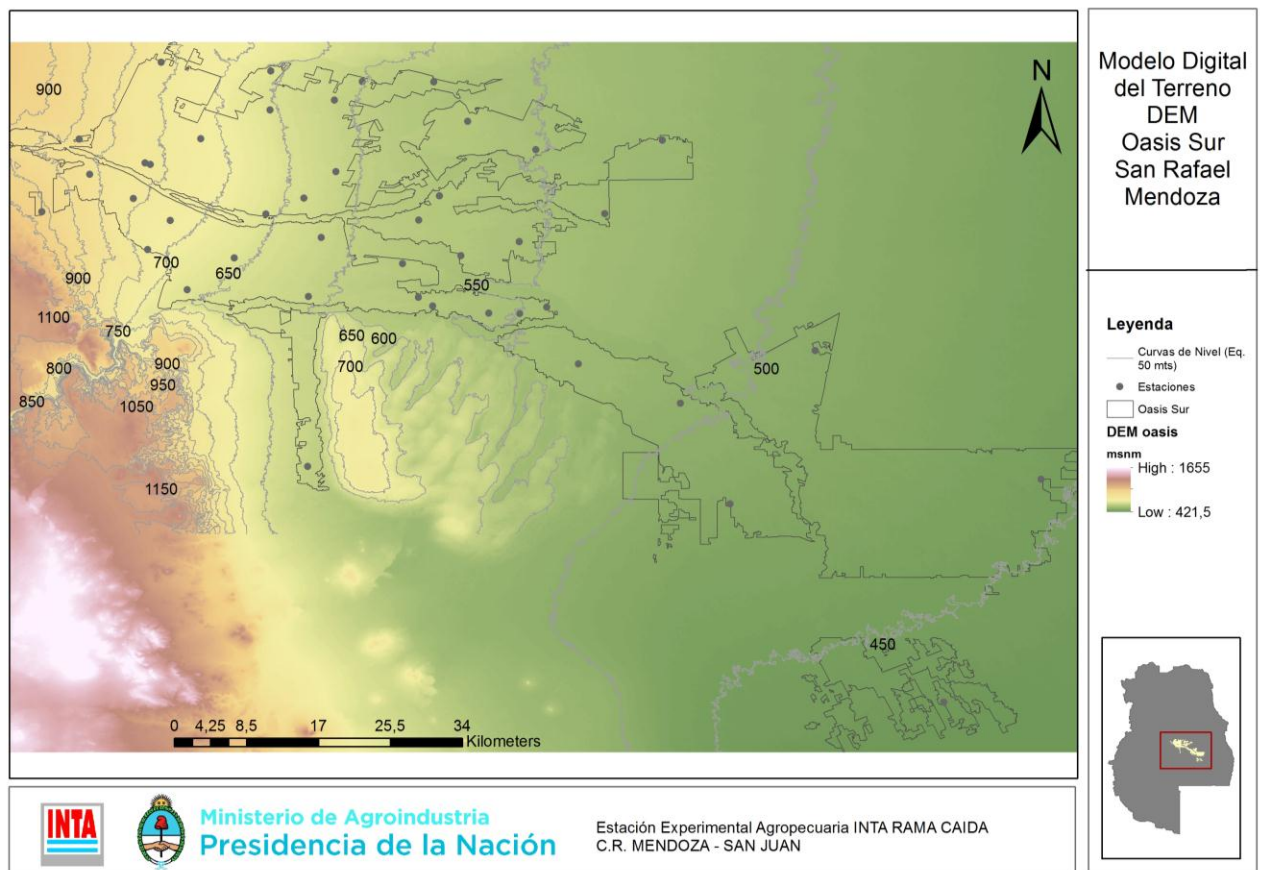 900
900
1100
750
800
850
900
950
1050
1150
700
650
650
600
700
550
500
450
N
0 4,25 8,5 17 25,5 34
Kilometers
Modelo Digital
del Terreno
DEM
Oasis Sur
San Rafael
Mendoza
Leyenda
Curvas de Nivel (Eq.
50 mts)
Estaciones
Oasis Sur
DEM oasis
msnm
High : 1655
Low : 421,5
INTA
Ministerio de Agroindustria
Presidencia de la Nación
Estación Experimental Agropecuaria INTA RAMA CAIDA
C.R. MENDOZA - SAN JUAN